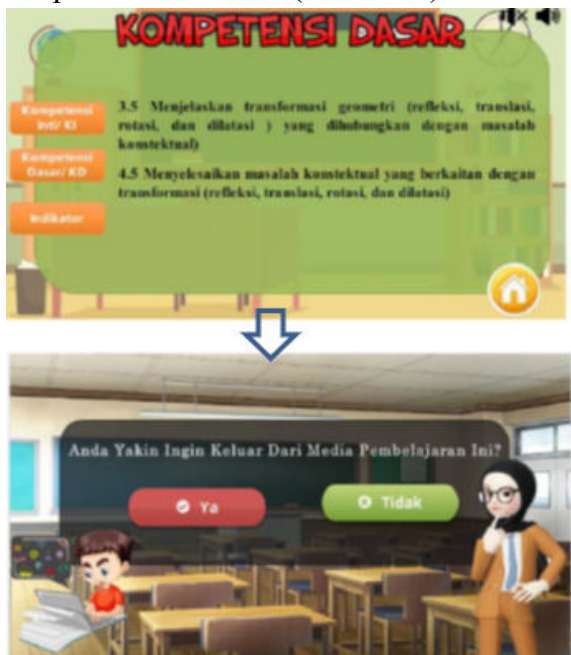 KOMPETENSI DASAR
Kompetensi
Inti/ KI
Kompetensi
Dasar/ KD
Indikator
3.5 Menjelaskan transformasi geometri (refleksi, translasi,
rotasi, dan dilatasi ) yang dihubungkan dengan masalah
konstektual)
4.5 Menyelesaikan masalah konstektual yang berkaitan dengan
transformasi (refleksi, translasi, rotasi, dan dilatasi)
Anda Yakin Ingin Keluar Dari Media Pembelajaran Ini?
Ya
Tidak